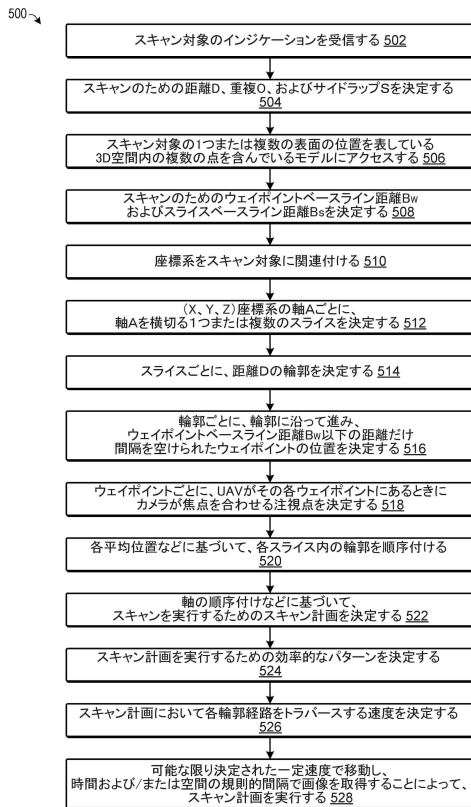 500
スキャン対象のインジケーションを受信する 502
スキャンのための距離D、重複O、およびサイドラップSを決定する
504
スキャン対象の1つまたは複数の表面の位置を表している
3D空間内の複数の点を含んでいるモデルにアクセスする 506
スキャンのためのウェイポイントベースライン距離Bw
およびスライスベースライン距離Bsを決定する 508
座標系をスキャン対象に関連付ける 510
(X、Y、Z)座標系の軸Aごとに、
軸Aを横切る1つまたは複数のスライスを決定する 512
スライスごとに、距離Dの輪郭を決定する 514
輪郭ごとに、輪郭に沿って進み、
ウェイポイントベースライン距離Bw以下の距離だけ
間隔を空けられたウェイポイントの位置を決定する 516
ウェイポイントごとに、UAVがその各ウェイポイントにあるときに
カメラが焦点を合わせる注視点を決定する 518
各平均位置などに基づいて、各スライス内の輪郭を順序付ける
520
軸の順序付けなどに基づいて、
スキャンを実行するためのスキャン計画を決定する 522
スキャン計画を実行するための効率的なパターンを決定する
524
スキャン計画において各輪郭経路をトラバースする速度を決定する
526
可能な限り決定された一定速度で移動し、
時間および/または空間の規則的間隔で画像を取得することによって、
スキャン計画を実行する 528